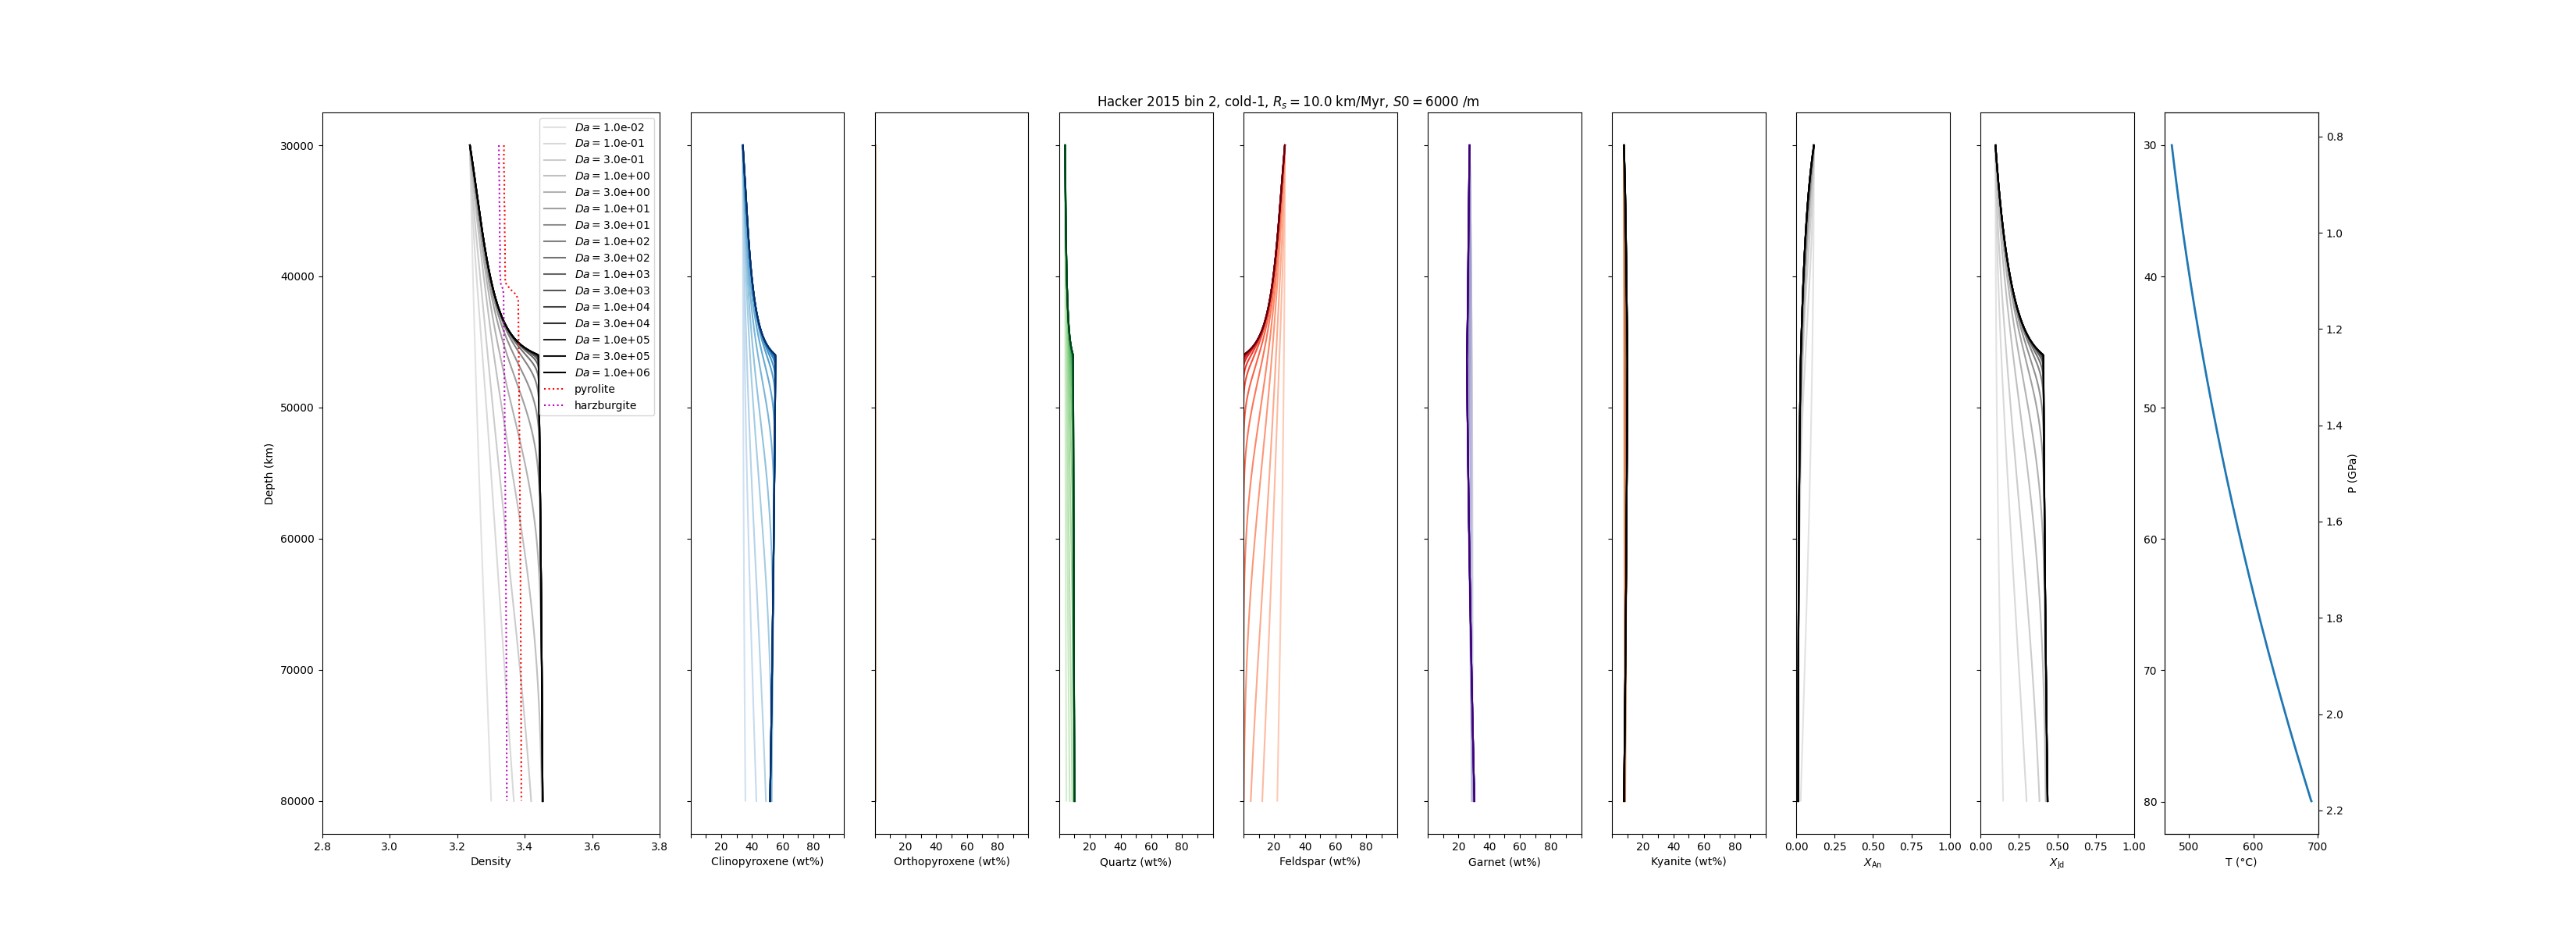 Hacker 2015 bin 2, cold-1, R_s = 10.0 km/Myr, S0 = 6000 /m
Da = 1.0e-02
Da = 1.0e-01
Da = 3.0e-01
Da = 1.0e+00
Da = 3.0e+00
Da = 1.0e+01
Da = 3.0e+01
Da = 1.0e+02
Da = 3.0e+02
Da = 1.0e+03
Da = 3.0e+03
Da = 1.0e+04
Da = 3.0e+04
Da = 1.0e+05
Da = 3.0e+05
Da = 1.0e+06
pyrolite
harzburgite
Depth (km)
30000
40000
50000
60000
70000
80000
2.8 3.0 3.2 3.4 3.6 3.8
Density
20 40 60 80
Clinopyroxene (wt%)
20 40 60 80
Orthopyroxene (wt%)
20 40 60 80
Quartz (wt%)
20 40 60 80
Feldspar (wt%)
20 40 60 80
Garnet (wt%)
20 40 60 80
Kyanite (wt%)
0.00 0.25 0.50 0.75 1.00
X_An
0.00 0.25 0.50 0.75 1.00
X_Jd
30
40
50
60
70
80
500 600 700
T (°C)
0.8
1.0
1.2
1.4
1.6
1.8
2.0
2.2
P (GPa)